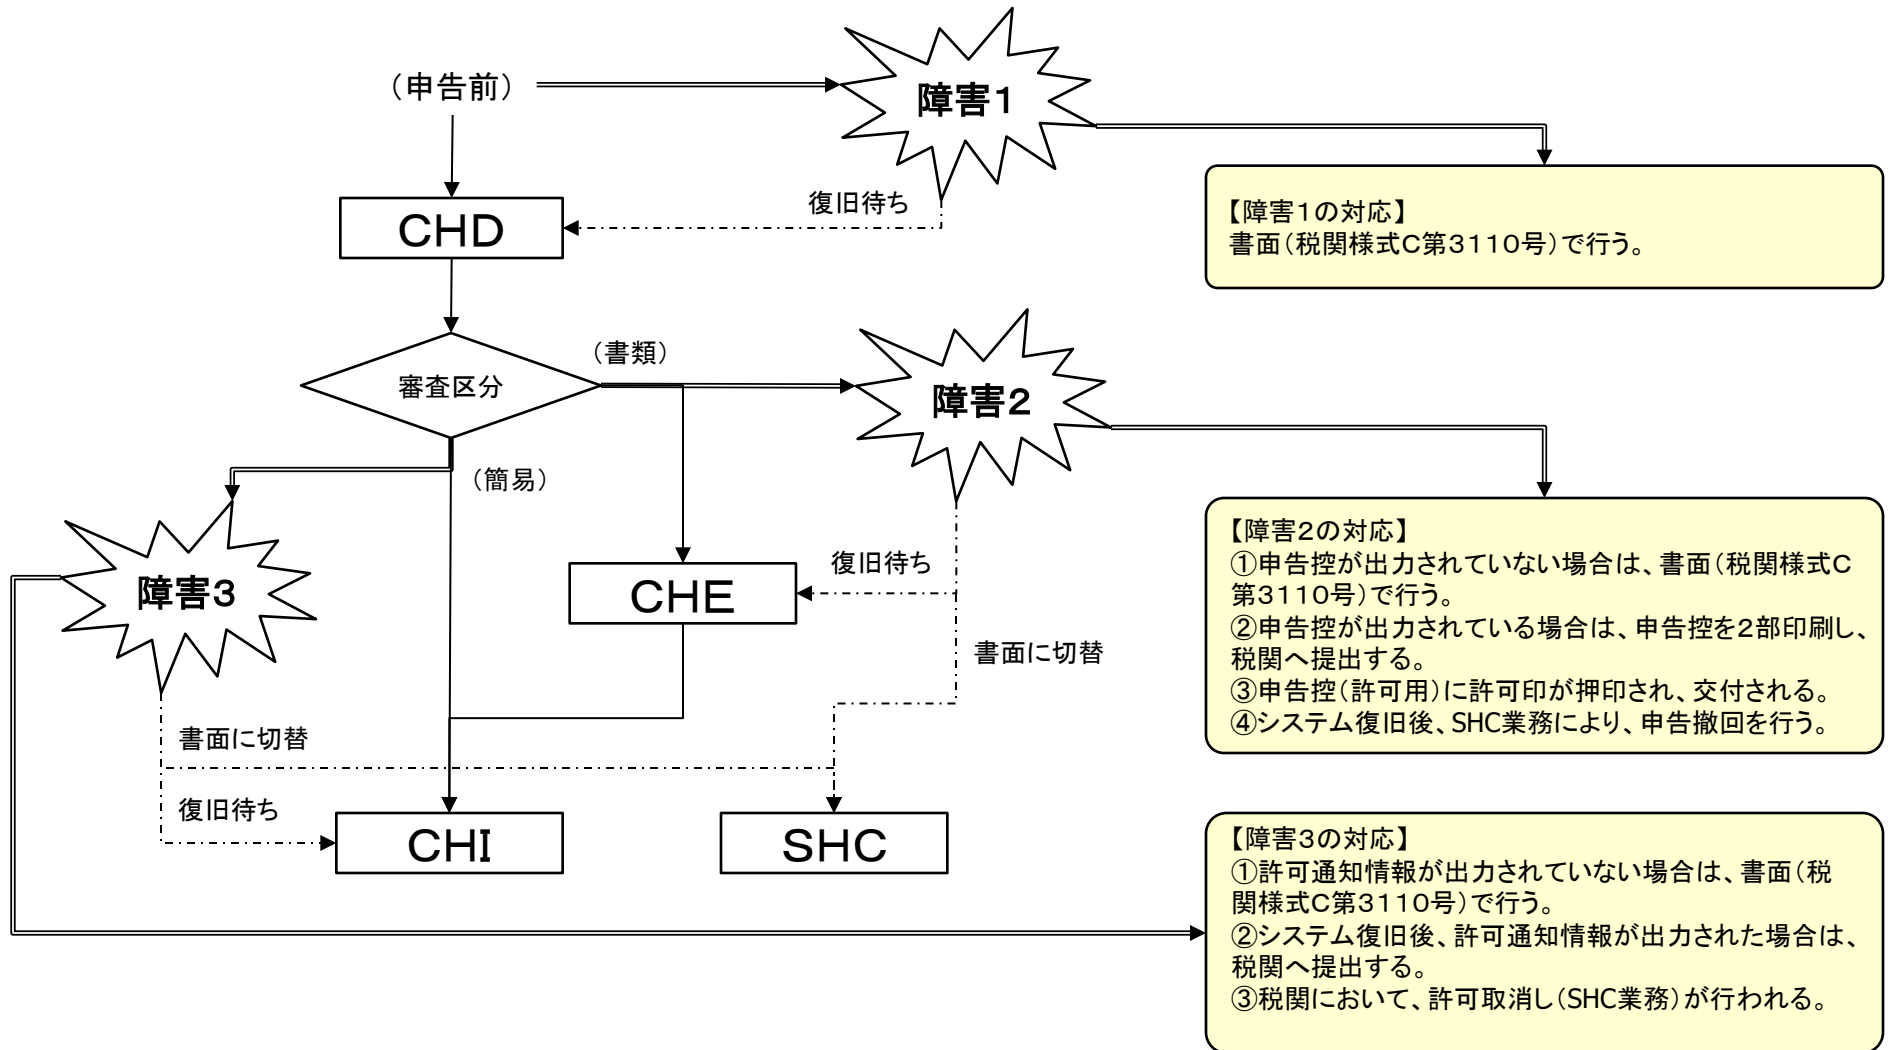 （申告前）
障害１
復旧待ち
CHD
【障害１の対応】
書面（税関様式Ｃ第３１１０号）で行う。
（書類）
審査区分
障害２
（簡易）
障害３
復旧待ち
CHE
書面に切替
【障害２の対応】
①申告控が出力されていない場合は、書面（税関様式Ｃ
第３１１０号）で行う。
②申告控が出力されている場合は、申告控を２部印刷し、
税関へ提出する。
③申告控（許可用）に許可印が押印され、交付される。
④システム復旧後、SHC業務により、申告撤回を行う。
書面に切替
復旧待ち
CHI
SHC
【障害３の対応】
①許可通知情報が出力されていない場合は、書面（税
関様式Ｃ第３１１０号）で行う。
②システム復旧後、許可通知情報が出力された場合は、
税関へ提出する。
③税関において、許可取消し（SHC業務）が行われる。